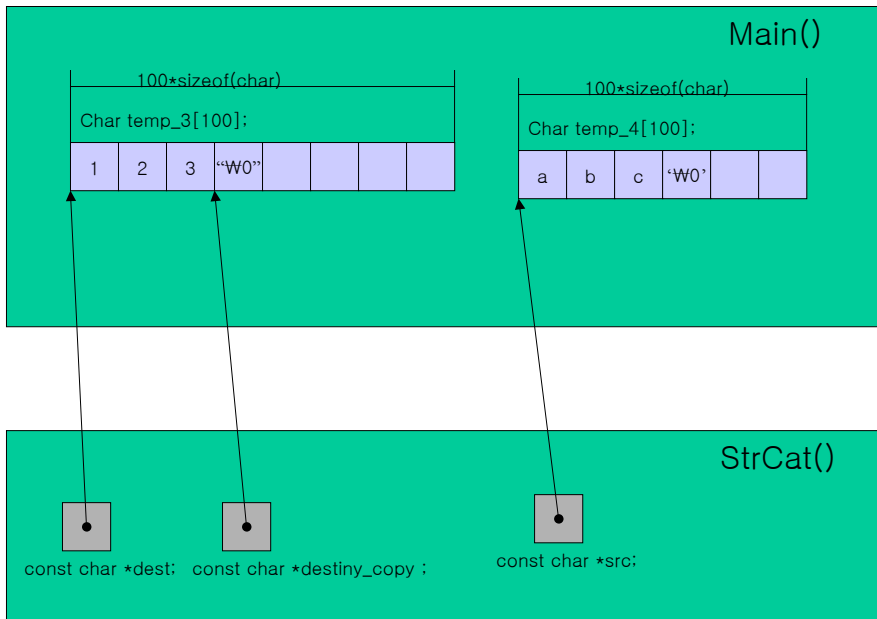 Main()
100*sizeof(char)
100*sizeof(char)
Char temp_3[100];
Char temp_4[100];
1 2 3 “₩0”
a b c ‘₩0’
StrCat()
const char *dest;
const char *destiny_copy ;
const char *src;